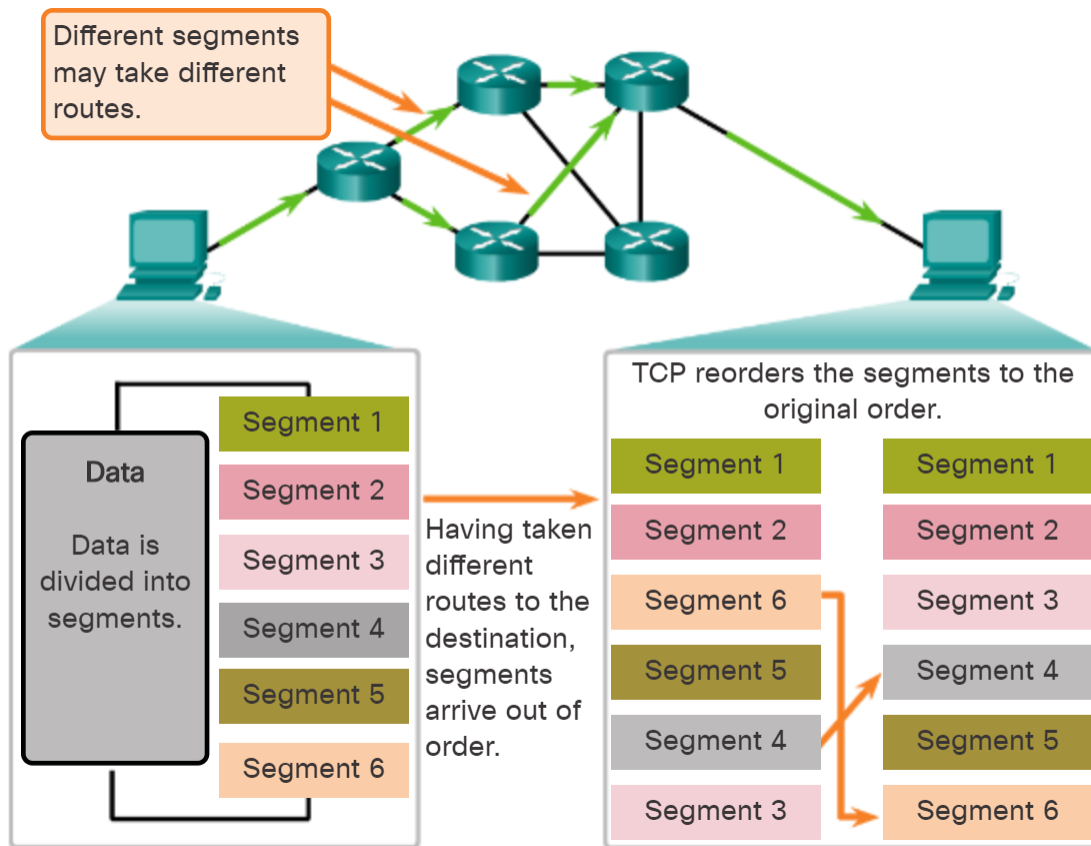 Different segments
may take different
routes.
Data
Data is
divided into
segments.
Segment 1
Segment 2
Segment 3
Segment 4
Segment 5
Segment 6
Having taken
different
routes to the
destination,
segments
arrive out of
order.
TCP reorders the segments to the
original order.
Segment 1
Segment 2
Segment 6
Segment 5
Segment 4
Segment 3
Segment 1
Segment 2
Segment 3
Segment 4
Segment 5
Segment 6